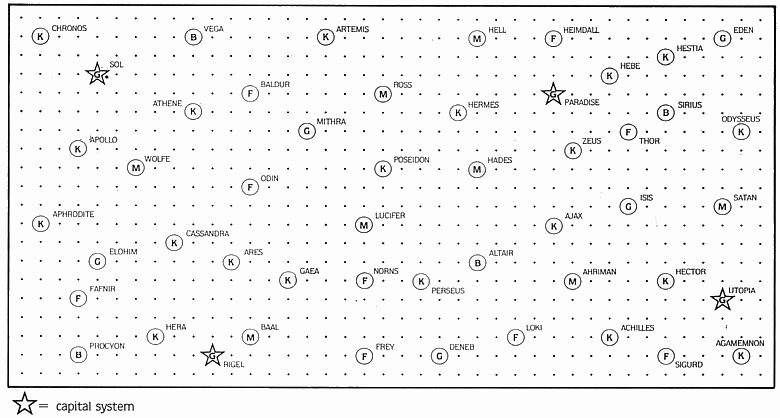 CHRONOS
K
VEGA
B
ARTEMIS
K
HELL
M
HEIMDALL
F
EDEN
G
HESTIA
K
SOL
G
HEBE
K
BALDUR
F
ROSS
M
PARADISE
G
ATHENE
K
HERMES
K
SIRIUS
B
MITHRA
G
THOR
F
ODYSSEUS
K
APOLLO
K
ZEUS
K
WOLFE
M
POSEIDON
K
HADES
M
ODIN
F
ISIS
G
SATAN
M
APHRODITE
K
LUCIFER
M
AJAX
K
CASSANDRA
K
ELOHIM
G
ARES
K
ALTAIR
B
GAEA
K
NORNS
F
PERSEUS
K
AHRIMAN
M
HECTOR
K
FAFNIR
F
UTOPIA
G
HERA
K
BAAL
M
LOKI
F
ACHILLES
K
PROCYON
B
RIGEL
G
FREY
F
DENEB
G
SIGURD
F
AGAMEMNON
K
= capital system